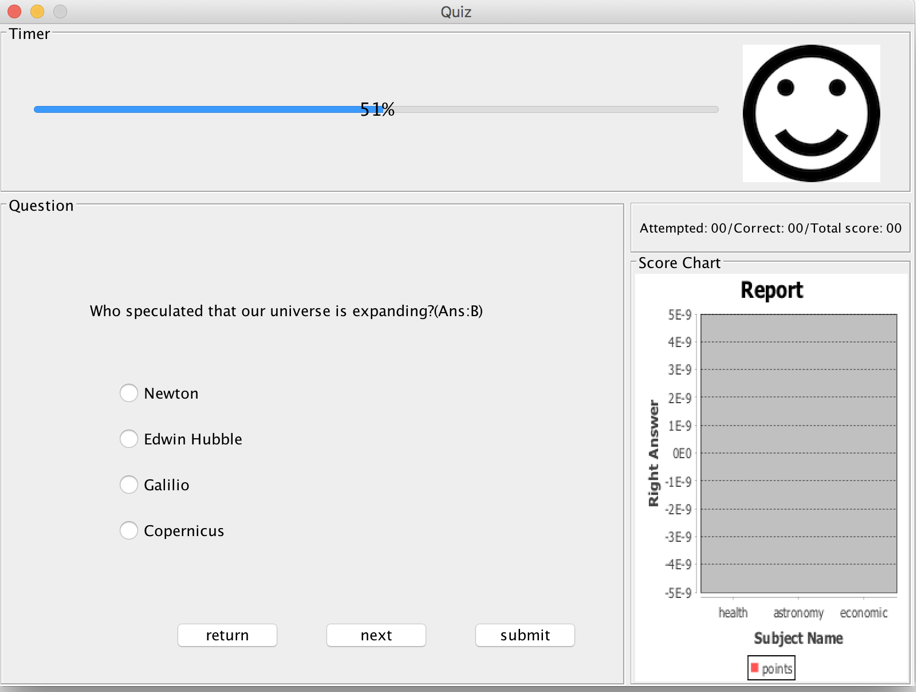 Quiz
Timer
51%
Question
Who speculated that our universe is expanding?(Ans:B)
Newton
Edwin Hubble
Galilio
Copernicus
return next submit
Attempted: 00/Correct: 00/Total score: 00
Score Chart
Report
5E-9
4E-9
3E-9
2E-9
1E-9
0E0
-1E-9
-2E-9
-3E-9
-4E-9
-5E-9
Right Answer
health astronomy economic
Subject Name
points